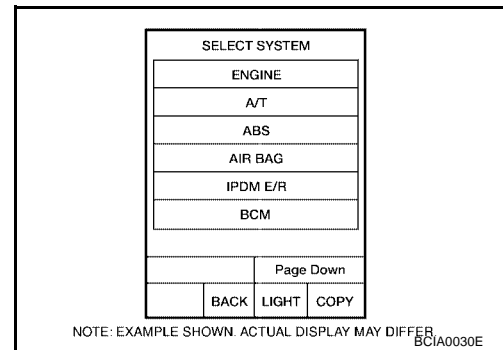 SELECT SYSTEM
ENGINE
A/T
ABS
AIR BAG
IPDM E/R
BCM
Page Down
BACK LIGHT COPY
NOTE: EXAMPLE SHOWN. ACTUAL DISPLAY MAY DIFFER.
BCIA0030E